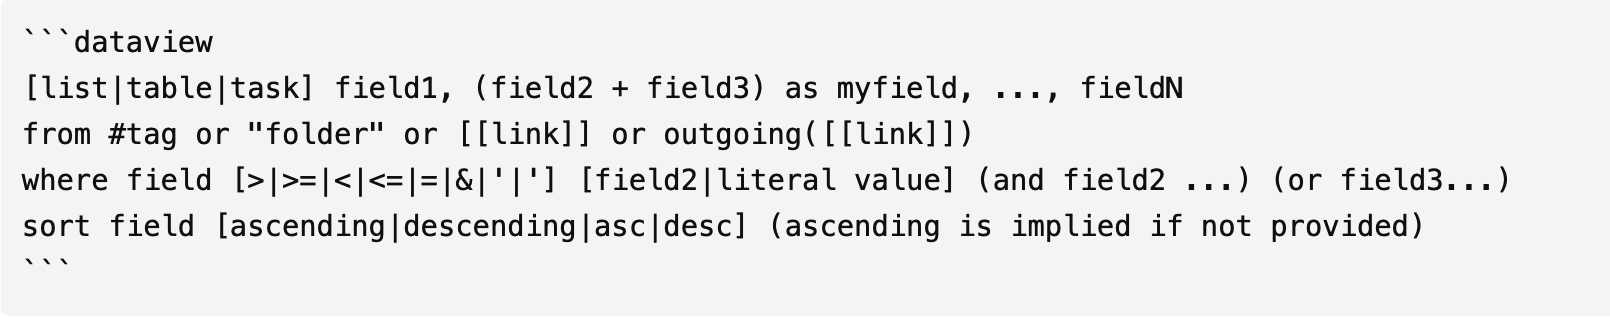 ```dataview
[list|table|task] field1, (field2 + field3) as myfield, ..., fieldN
from #tag or "folder" or [[link]] or outgoing([[link]])
where field [>|>=|<|<=|=|&|'|'] [field2|literal value] (and field2 ...) (or field3...)
sort field [ascending|descending|asc|desc] (ascending is implied if not provided)
```